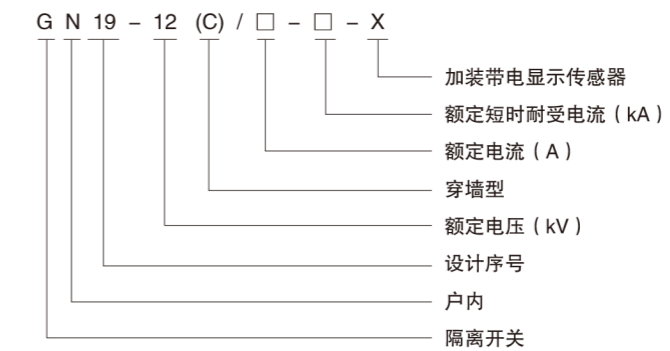 G N 19 - 12 (C) / □ - □ - X
加装带电显示传感器
额定短时耐受电流（kA）
额定电流（A）
穿墙型
额定电压（kV）
设计序号
户内
隔离开关